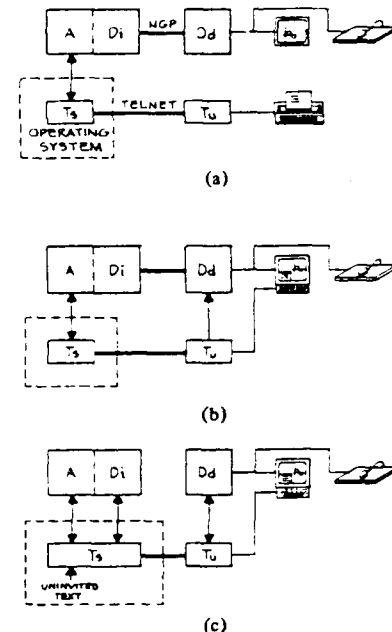 A Di NGP Dd
Ts TELNET Tu
OPERATING
SYSTEM
(a)
A Di Dd
Ts Tu
(b)
A Di Dd
Ts Tu
UNINVITED
TEXT
(c)